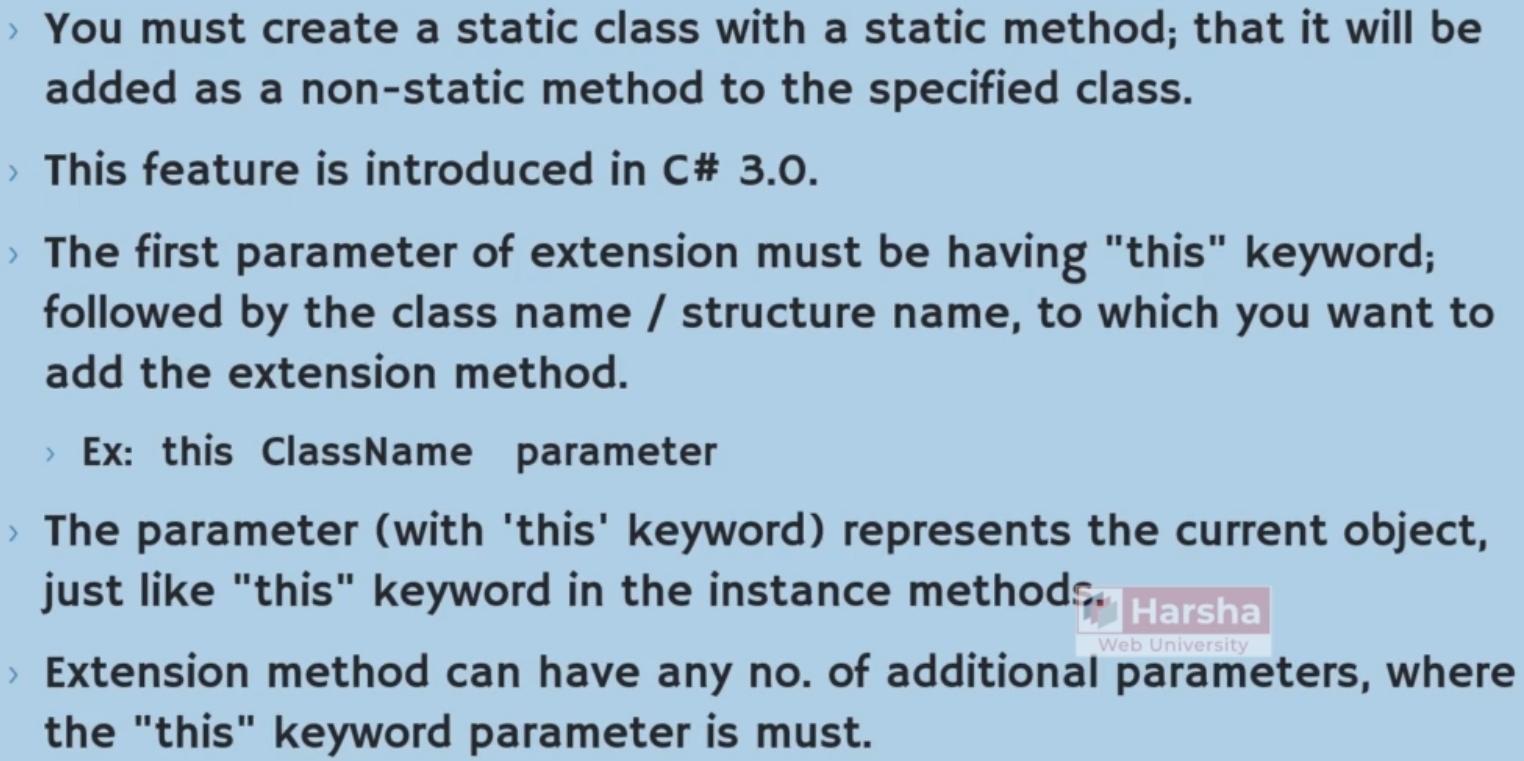 › You must create a static class with a static method; that it will be
added as a non-static method to the specified class.
› This feature is introduced in C# 3.0.
› The first parameter of extension must be having "this" keyword;
followed by the class name / structure name, to which you want to
add the extension method.
› Ex: this ClassName parameter
› The parameter (with 'this' keyword) represents the current object,
just like "this" keyword in the instance methods.
Harsha
Web University
› Extension method can have any no. of additional parameters, where
the "this" keyword parameter is must.